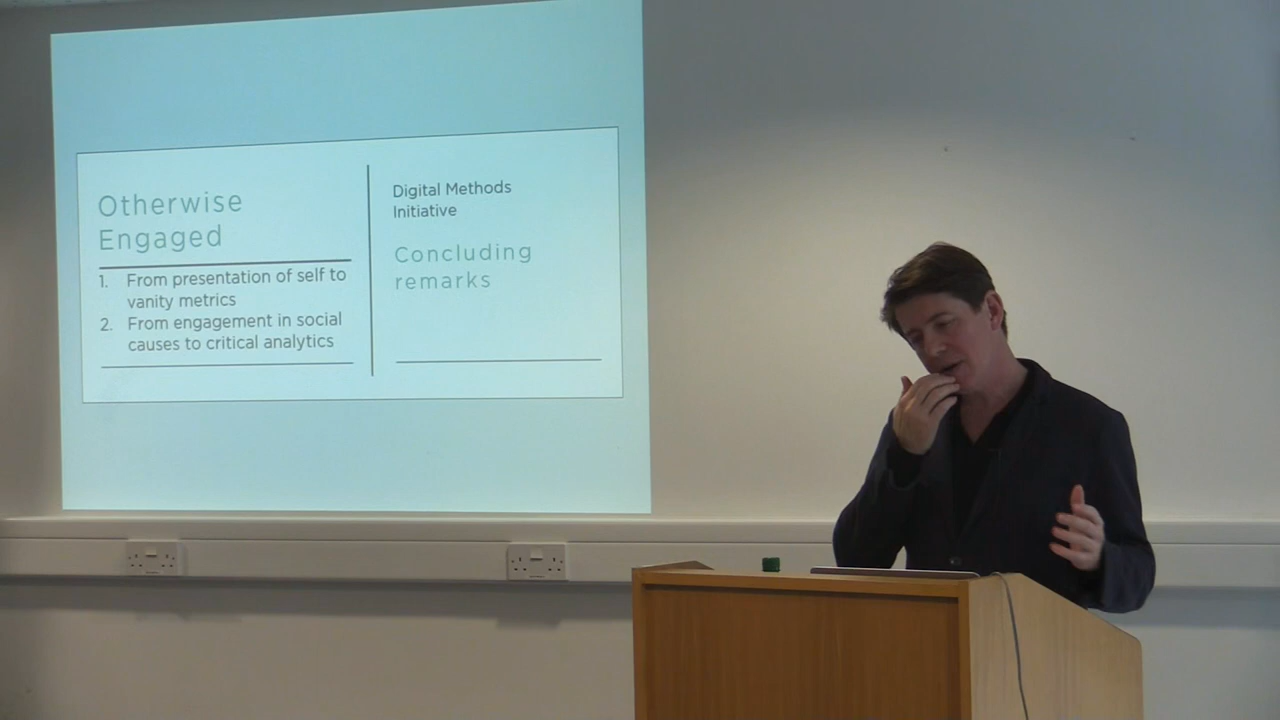 Otherwise
Engaged
1. From presentation of self to
vanity metrics
2. From engagement in social
causes to critical analytics
Digital Methods
Initiative
Concluding
remarks